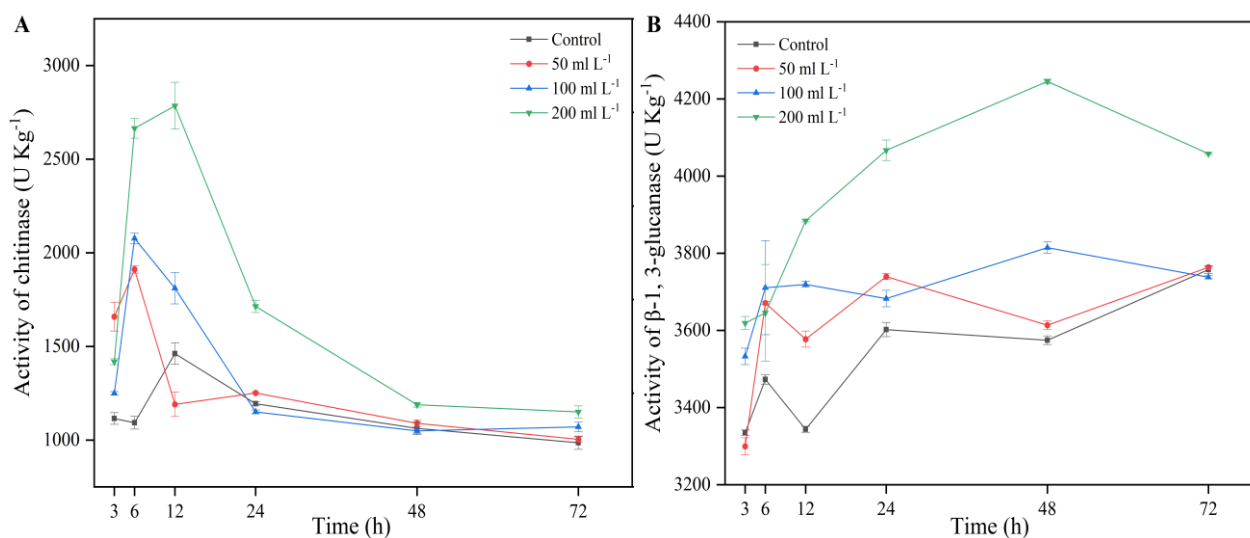 A
Control
50 ml L⁻¹
100 ml L⁻¹
200 ml L⁻¹
3000
2500
2000
1500
1000
Activity of chitinase (U Kg⁻¹)
3 6 12 24 48 72
Time (h)
B
Control
50 ml L⁻¹
100 ml L⁻¹
200 ml L⁻¹
4400
4200
4000
3800
3600
3400
3200
Activity of β-1, 3-glucanase (U Kg⁻¹)
3 6 12 24 48 72
Time (h)